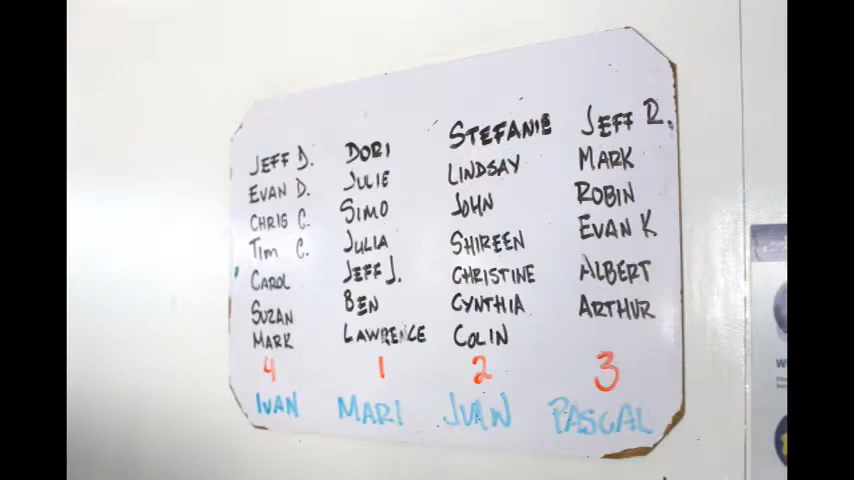 JEFF D.
EVAN D.
CHRIS C.
TIM C.
CAROL
SUZAN
MARK
4
IVAN
DORI
JULIE
SIMO
JULIA
JEFF J.
BEN
LAWRENCE
1
MARI
STEFANIE
LINDSAY
JOHN
SHIREEN
CHRISTINE
CYNTHIA
COLIN
2
JUAN
JEFF R.
MARK
ROBIN
EVAN K
ALBERT
ARTHUR
3
PASCAL